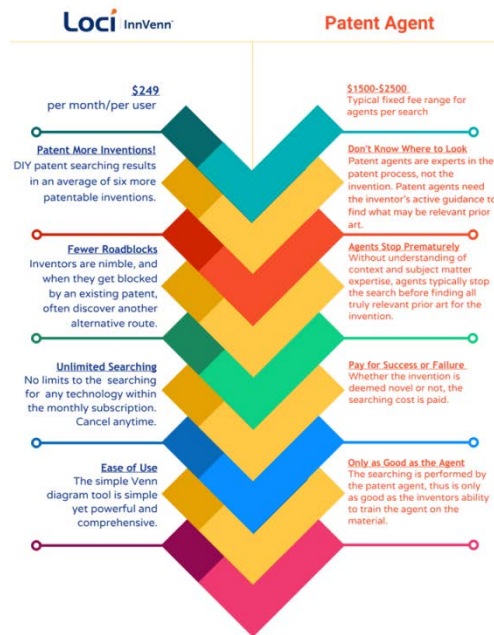 Loci InnVenn
Patent Agent
$249
per month/per user
Patent More Inventions!
DIY patent searching results
in an average of six more
patentable inventions.
Fewer Roadblocks
Inventors are nimble, and
when they get blocked
by an existing patent,
often discover another
alternative route.
Unlimited Searching
No limits to the searching
for any technology within
the monthly subscription.
Cancel anytime.
Ease of Use
The simple Venn
diagram tool is simple
yet powerful and
comprehensive.
$1500-$2500
Typical fixed fee range for
agents per search
Don't Know Where to Look
Patent agents are experts in the
patent process, not the
invention. Patent agents need
the inventor's active guidance to
find what may be relevant prior
art.
Agents Stop Prematurely
Without understanding of
context and subject matter
expertise, agents typically stop
the search before finding all
truly relevant prior art for the
invention.
Pay for Success or Failure
Whether the invention is
deemed novel or not, the
searching cost is paid.
Only as Good as the Agent
The searching is performed by
the patent agent, thus is only
as good as the inventors ability
to train the agent on the
material.